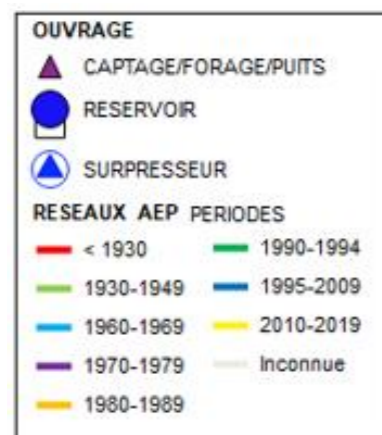 OUVRAGE
CAPTAGE/FORAGE/PUITS
RESERVOIR
SURPRESSEUR
RESEAUX AEP PERIODES
< 1930
1930-1949
1960-1969
1970-1979
1980-1989
1990-1994
1995-2009
2010-2019
Inconnue